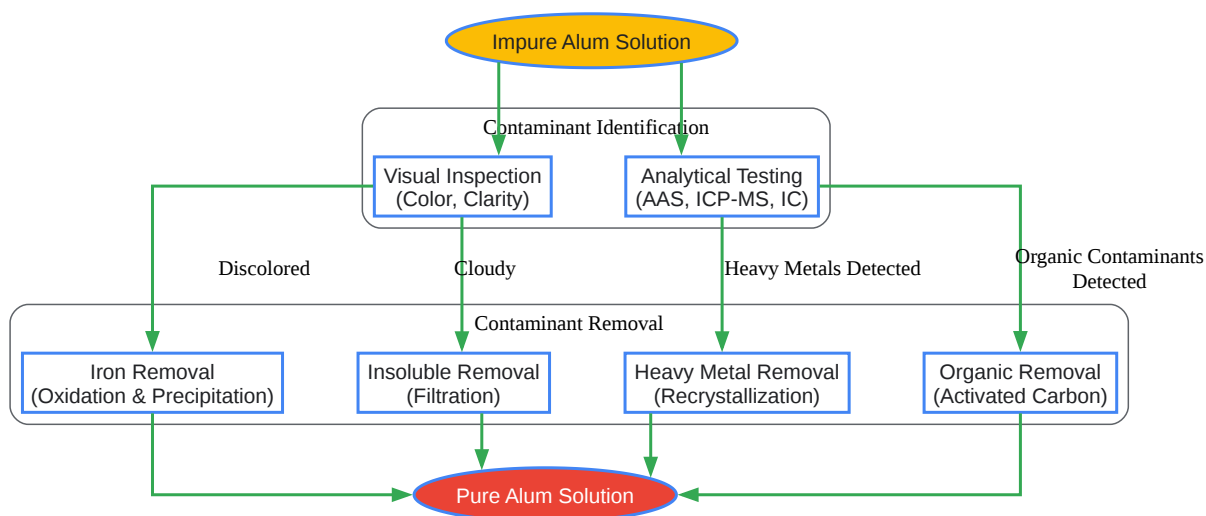 Impure Alum Solution
Contaminant Identification
Visual Inspection
(Color, Clarity)
Analytical Testing
(AAS, ICP-MS, IC)
Discolored
Cloudy
Heavy Metals Detected
Organic Contaminants
Detected
Contaminant Removal
Iron Removal
(Oxidation & Precipitation)
Insoluble Removal
(Filtration)
Heavy Metal Removal
(Recrystallization)
Organic Removal
(Activated Carbon)
Pure Alum Solution